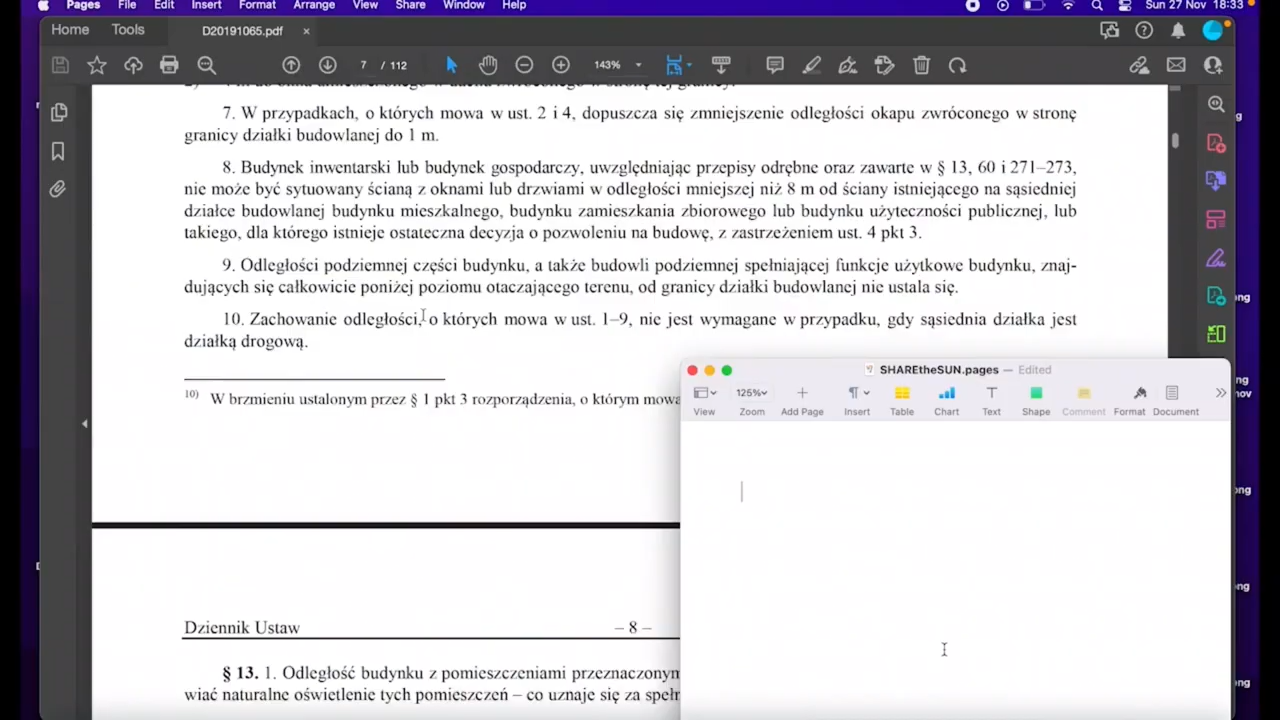 Pages File Edit Insert Format Arrange View Share Window Help Sun 27 Nov 18:33
Home Tools D20191065.pdf ×
7 / 112 143%
7. W przypadkach, o których mowa w ust. 2 i 4, dopuszcza się zmniejszenie odległości okapu zwróconego w stronę
granicy działki budowlanej do 1 m.
8. Budynek inwentarski lub budynek gospodarczy, uwzględniając przepisy odrębne oraz zawarte w § 13, 60 i 271–273,
nie może być sytuowany ścianą z oknami lub drzwiami w odległości mniejszej niż 8 m od ściany istniejącego na sąsiedniej
działce budowlanej budynku mieszkalnego, budynku zamieszkania zbiorowego lub budynku użyteczności publicznej, lub
takiego, dla którego istnieje ostateczna decyzja o pozwoleniu na budowę, z zastrzeżeniem ust. 4 pkt 3.
9. Odległości podziemnej części budynku, a także budowli podziemnej spełniającej funkcje użytkowe budynku, znaj-
dujących się całkowicie poniżej poziomu otaczającego terenu, od granicy działki budowlanej nie ustala się.
10. Zachowanie odległości, o których mowa w ust. 1–9, nie jest wymagane w przypadku, gdy sąsiednia działka jest
działką drogową.
10) W brzmieniu ustalonym przez § 1 pkt 3 rozporządzenia, o którym mowa
SHAREtheSUN.pages — Edited
125%
View Zoom Add Page Insert Table Chart Text Shape Comment Format Document
Dziennik Ustaw – 8 –
§ 13. 1. Odległość budynku z pomieszczeniami przeznaczonym
wiać naturalne oświetlenie tych pomieszczeń – co uznaje się za speł